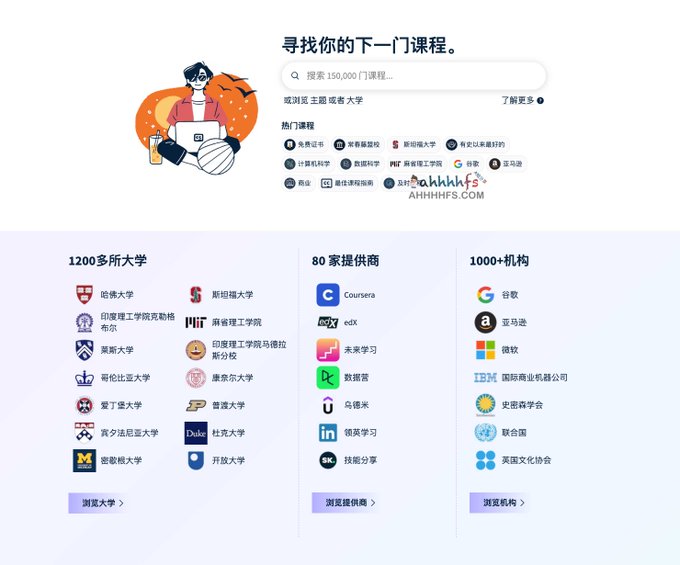 寻找你的下一门课程。
搜索 150,000 门课程...
或浏览 主题 或者 大学
了解更多 ?
热门课程
免费证书
常春藤盟校
斯坦福大学
有史以来最好的
计算机科学
数据科学
麻省理工学院
谷歌
亚马逊
商业
最佳课程指南
及时
ahhhhfs
AHHHHFS.COM
1200多所大学
哈佛大学
斯坦福大学
印度理工学院克勒格
布尔
麻省理工学院
莱斯大学
印度理工学院马德拉
斯分校
哥伦比亚大学
康奈尔大学
爱丁堡大学
普渡大学
宾夕法尼亚大学
Duke
杜克大学
密歇根大学
开放大学
浏览大学
80 家提供商
Coursera
edX
edX
未来学习
数据营
乌德米
in
领英学习
SK.
技能分享
浏览提供商
1000+机构
谷歌
亚马逊
微软
IBM
国际商业机器公司
史密森学会
联合国
英国文化协会
浏览机构